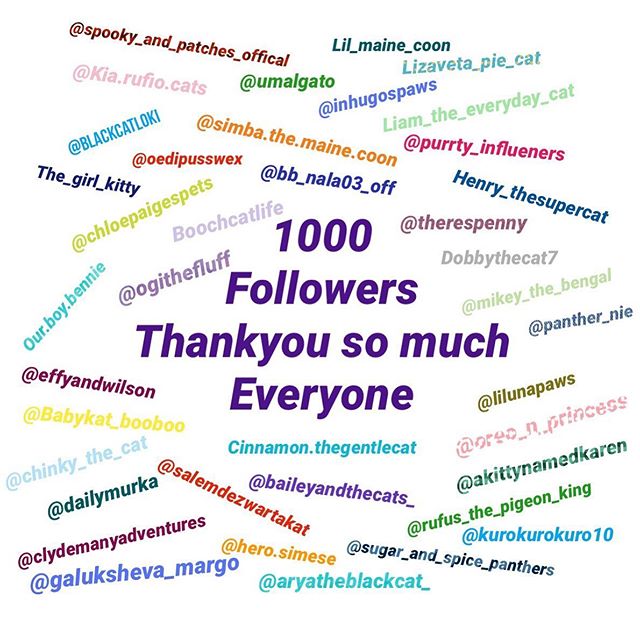 @spooky_and_patches_offical
Lil_maine_coon
Lizaveta_pie_cat
@Kia.rufio.cats
@umalgato
@inhugospaws
Liam_the_everyday_cat
@BLACKCATLOKI
@simba.the.maine.coon
@purrty_influeners
@oedipusswex
The_girl_kitty
@bb_nala03_off
Henry_thesupercat
@chloepaigespets
Boochcatlife
@therespenny
1000
Dobbythecat7
@ogithefluff
Followers
@mikey_the_bengal
Our.boy.bennie
@panther_nie
Thankyou so much
@effyandwilson
Everyone
@lilunapaws
@Babykat_booboo
@oreo_n_princess
@chinky_the_cat
Cinnamon.thegentlecat
@akittynamedkaren
@dailymurka
@salemdezwartakat
@baileyandthecats_
@rufus_the_pigeon_king
@clydemanyadventures
@hero.simese
@kurokurokuro10
@sugar_and_spice_panthers
@galuksheva_margo
@aryatheblackcat_